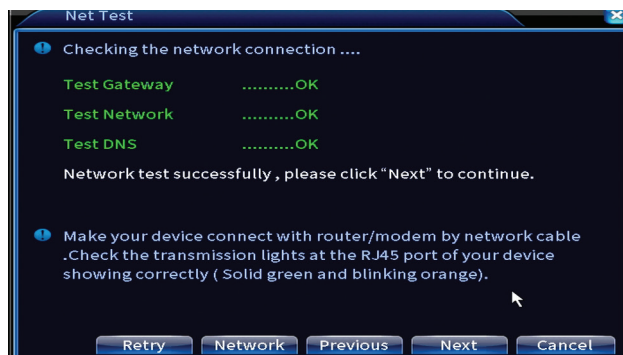 Net Test
Checking the network connection ....
Test Gateway ..........OK
Test Network ..........OK
Test DNS ..........OK
Network test successfully , please click “Next” to continue.
Make your device connect with router/modem by network cable
.Check the transmission lights at the RJ45 port of your device
showing correctly ( Solid green and blinking orange).
Retry Network Previous Next Cancel